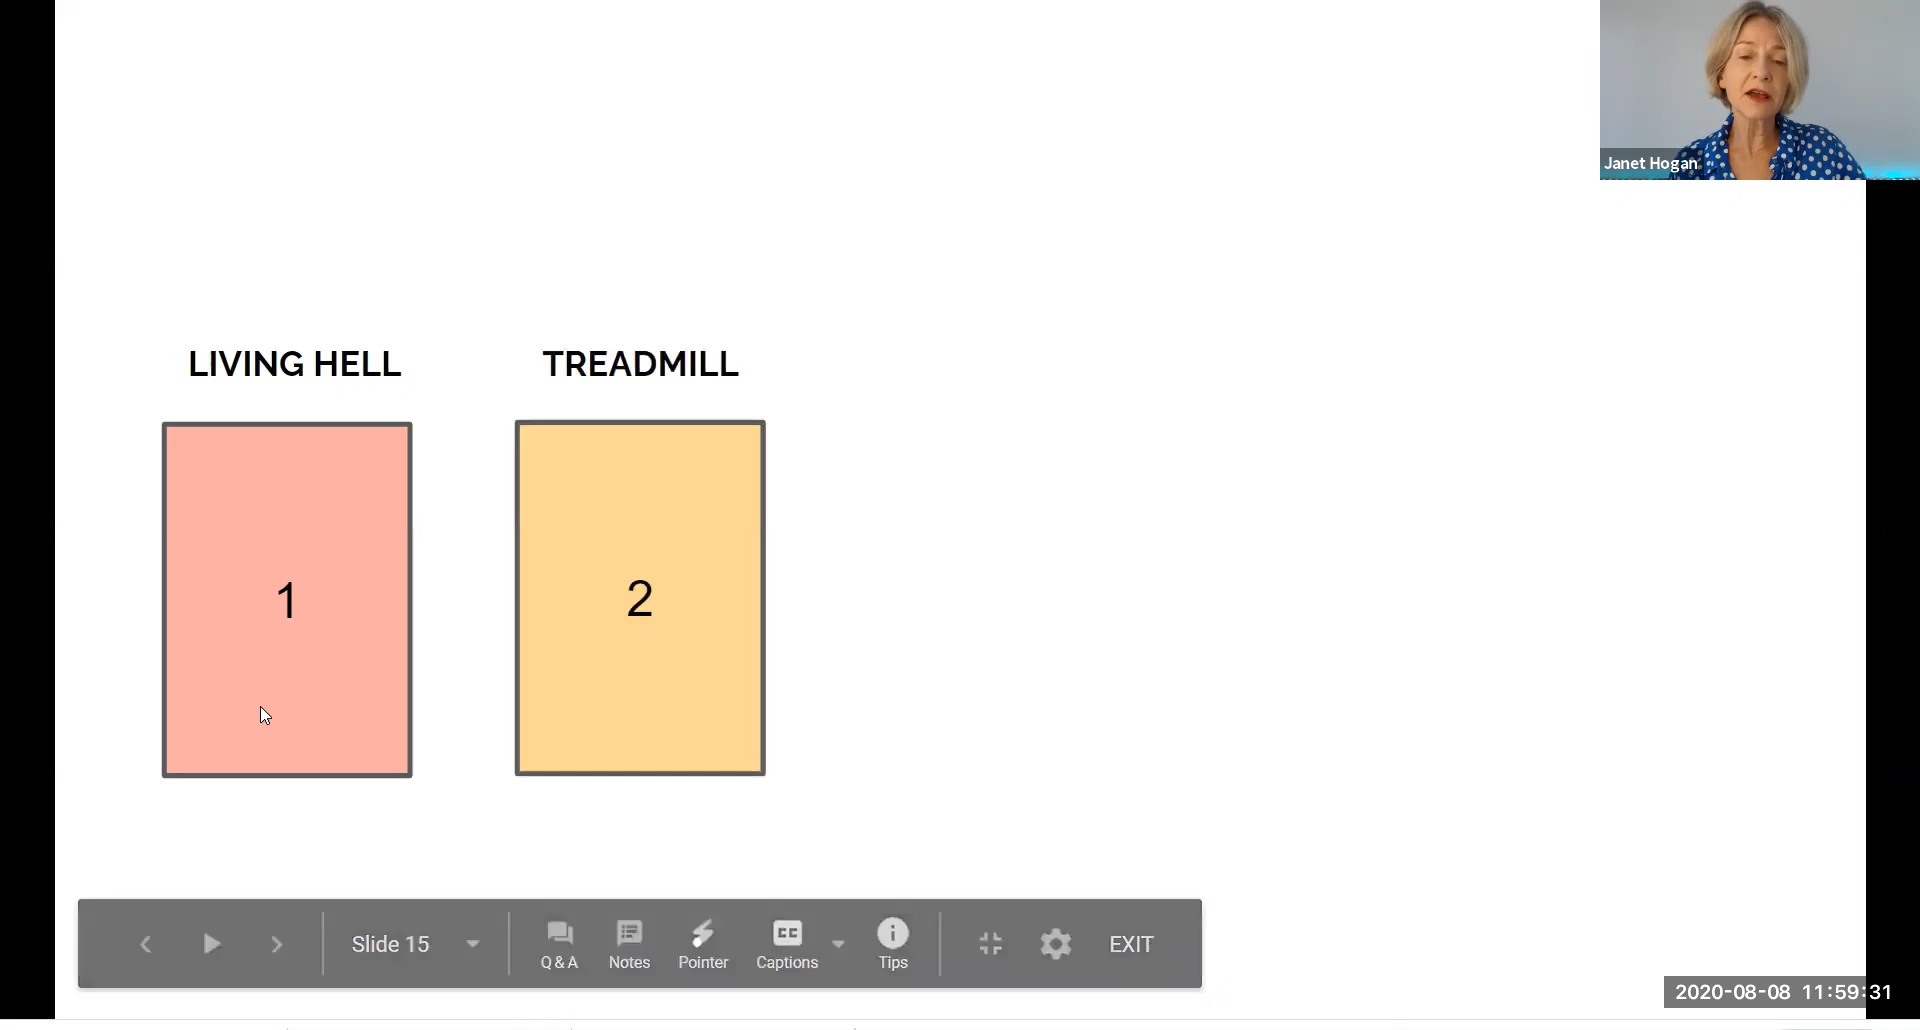 Janet Hogan
LIVING HELL
TREADMILL
1
2
Slide 15
Q & A
Notes
Pointer
CC
Captions
Tips
EXIT
2020-08-08 11:59:31